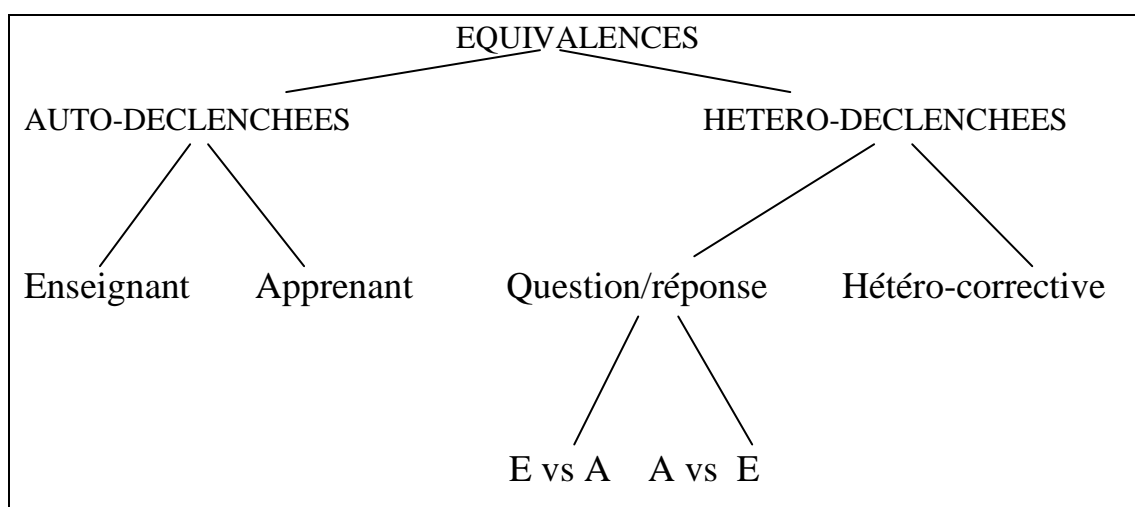 EQUIVALENCES
AUTO-DECLENCHEES HETERO-DECLENCHEES
Enseignant Apprenant Question/réponse Hétéro-corrective
E vs A A vs E